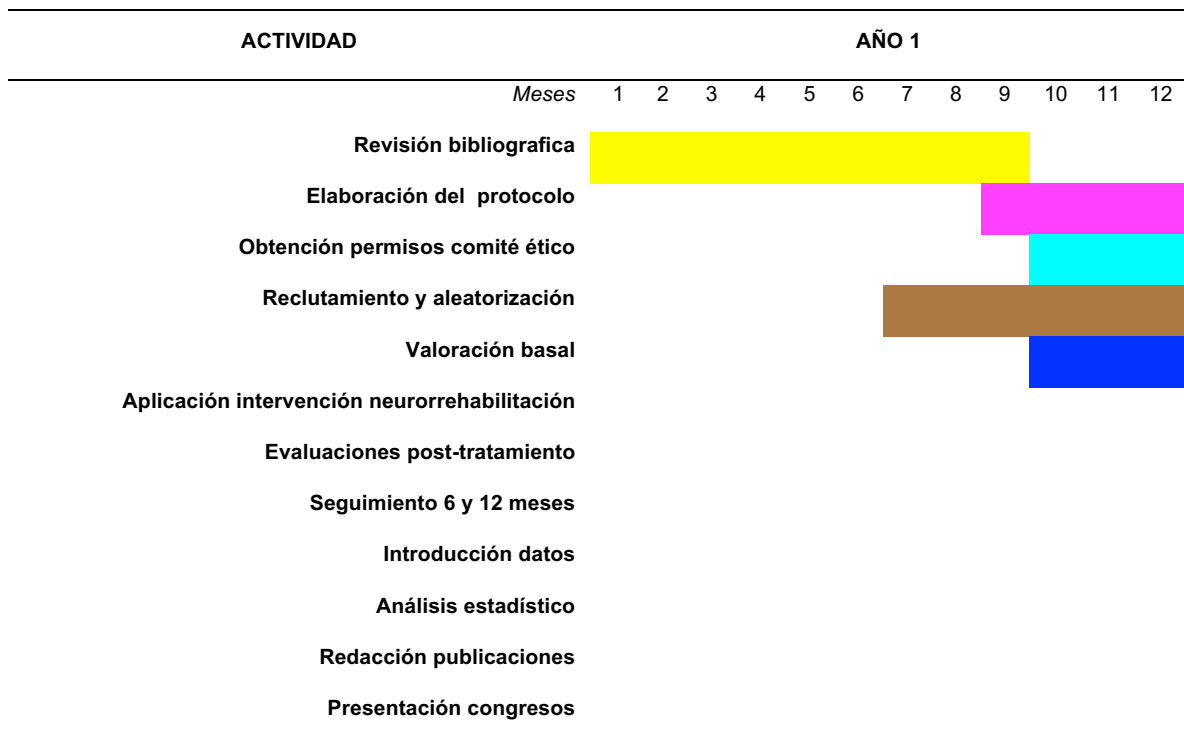 ACTIVIDAD AÑO 1
Meses 1 2 3 4 5 6 7 8 9 10 11 12
Revisión bibliografica
Elaboración del protocolo
Obtención permisos comité ético
Reclutamiento y aleatorización
Valoración basal
Aplicación intervención neurorrehabilitación
Evaluaciones post-tratamiento
Seguimiento 6 y 12 meses
Introducción datos
Análisis estadístico
Redacción publicaciones
Presentación congresos